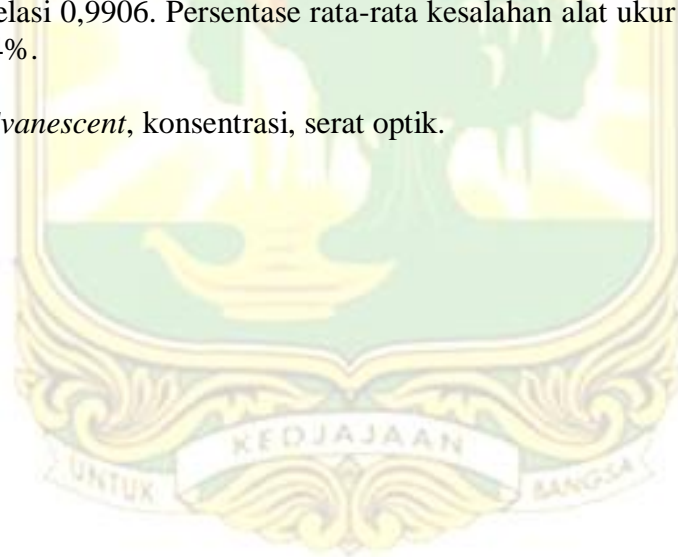 elasi 0,9906. Persentase rata-rata kesalahan alat ukur
%.
vanescent, konsentrasi, serat optik.
UNTUK KEDJAJAAN BANGSA